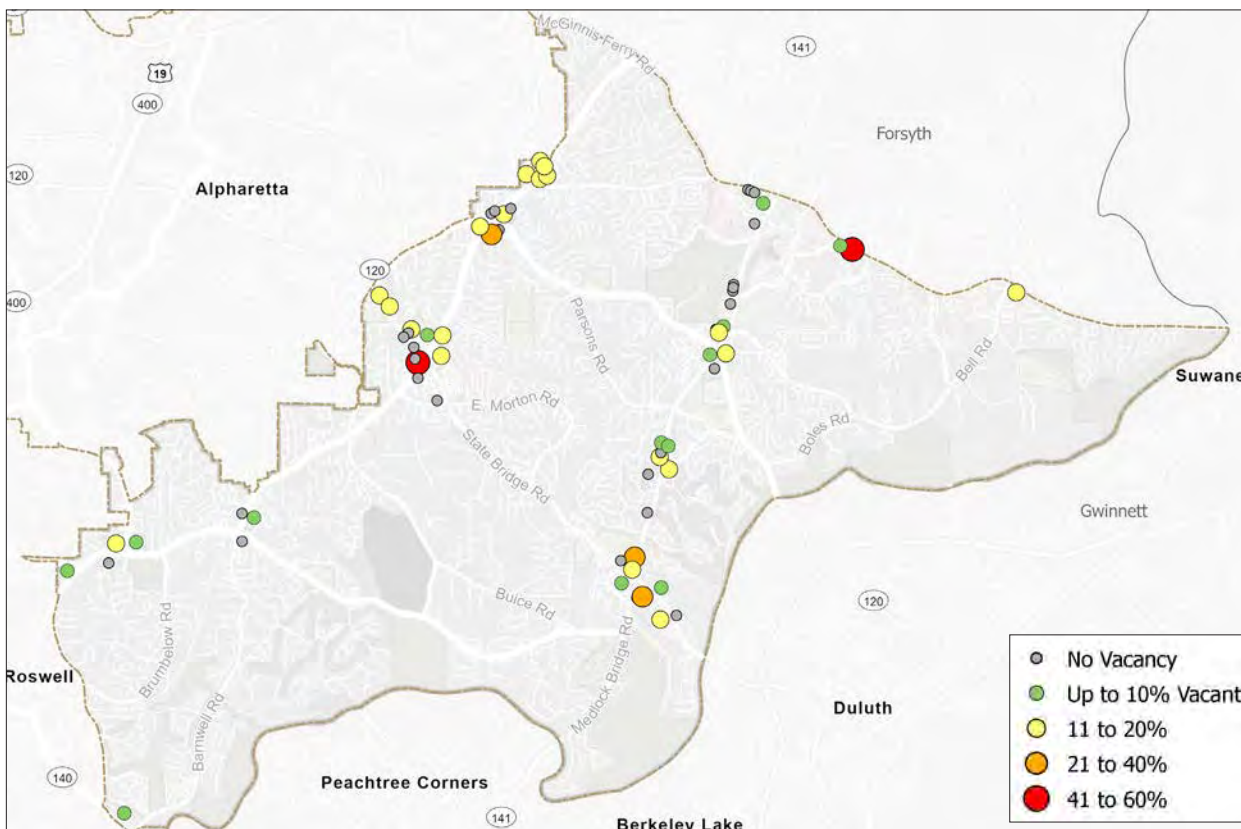 McGinnis Ferry Rd
141
19
400
Forsyth
120
Alpharetta
120
400
Parsons Rd
Bell Rd
Suwane
E. Morton Rd
Boles Rd
State Bridge Rd
Gwinnett
Buice Rd
120
Brumbelow Rd
Medlock Bridge Rd
Roswell
Barnwell Rd
Duluth
140
Peachtree Corners
141
Berkeley Lake
No Vacancy
Up to 10% Vacant
11 to 20%
21 to 40%
41 to 60%